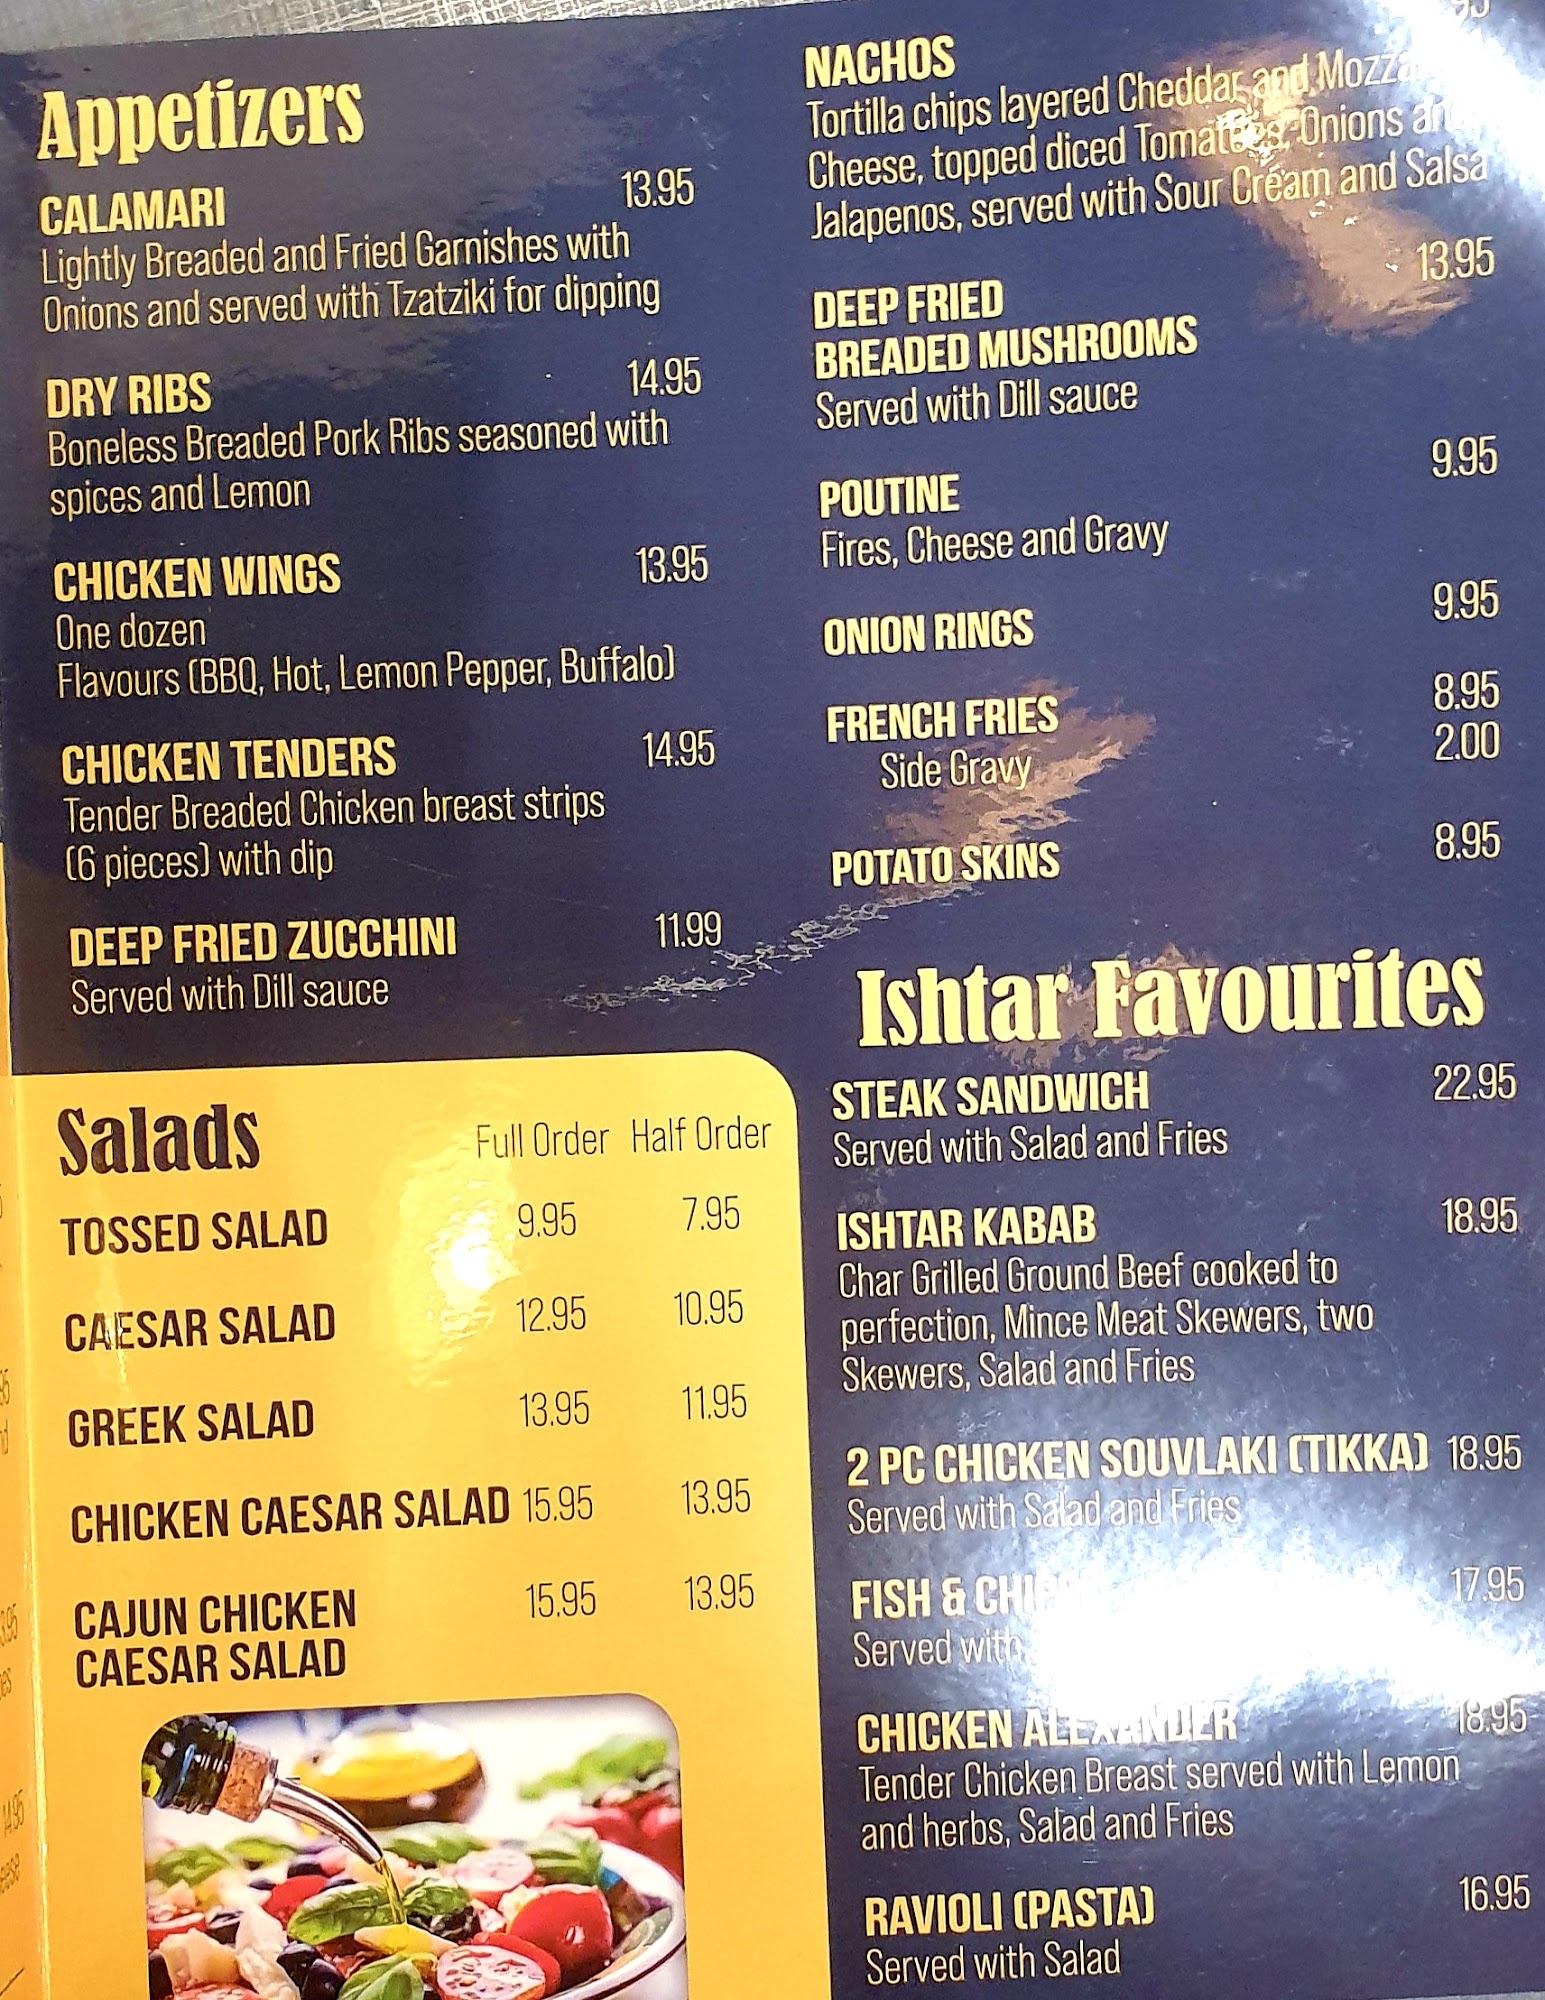 Appetizers
CALAMARI 13.95
Lightly Breaded and Fried Garnishes with
Onions and served with Tzatziki for dipping
DRY RIBS 14.95
Boneless Breaded Pork Ribs seasoned with
spices and Lemon
CHICKEN WINGS 13.95
One dozen
Flavours (BBQ, Hot, Lemon Pepper, Buffalo)
CHICKEN TENDERS 14.95
Tender Breaded Chicken breast strips
(6 pieces) with dip
DEEP FRIED ZUCCHINI 11.99
Served with Dill sauce
Salads Full Order Half Order
TOSSED SALAD 9.95 7.95
CAESAR SALAD 12.95 10.95
GREEK SALAD 13.95 11.95
CHICKEN CAESAR SALAD 15.95 13.95
CAJUN CHICKEN 15.95 13.95
CAESAR SALAD
NACHOS
Tortilla chips layered Cheddar and
Cheese, topped diced Tomatoes, Onions
Jalapenos, served with Sour Cream and Salsa
DEEP FRIED 13.95
BREADED MUSHROOMS
Served with Dill sauce
POUTINE 9.95
Fires, Cheese and Gravy
ONION RINGS 9.95
FRENCH FRIES 8.95
Side Gravy 2.00
POTATO SKINS 8.95
Ishtar Favourites
STEAK SANDWICH 22.95
Served with Salad and Fries
ISHTAR KABAB 18.95
Char Grilled Ground Beef cooked to
perfection, Mince Meat Skewers, two
Skewers, Salad and Fries
2 PC CHICKEN SOUVLAKI (TIKKA) 18.95
Served with Salad and Fries
FISH & 17.95
Served with
CHICKEN ALEXANDER 18.95
Tender Chicken Breast served with Lemon
and herbs, Salad and Fries
RAVIOLI (PASTA) 16.95
Served with Salad